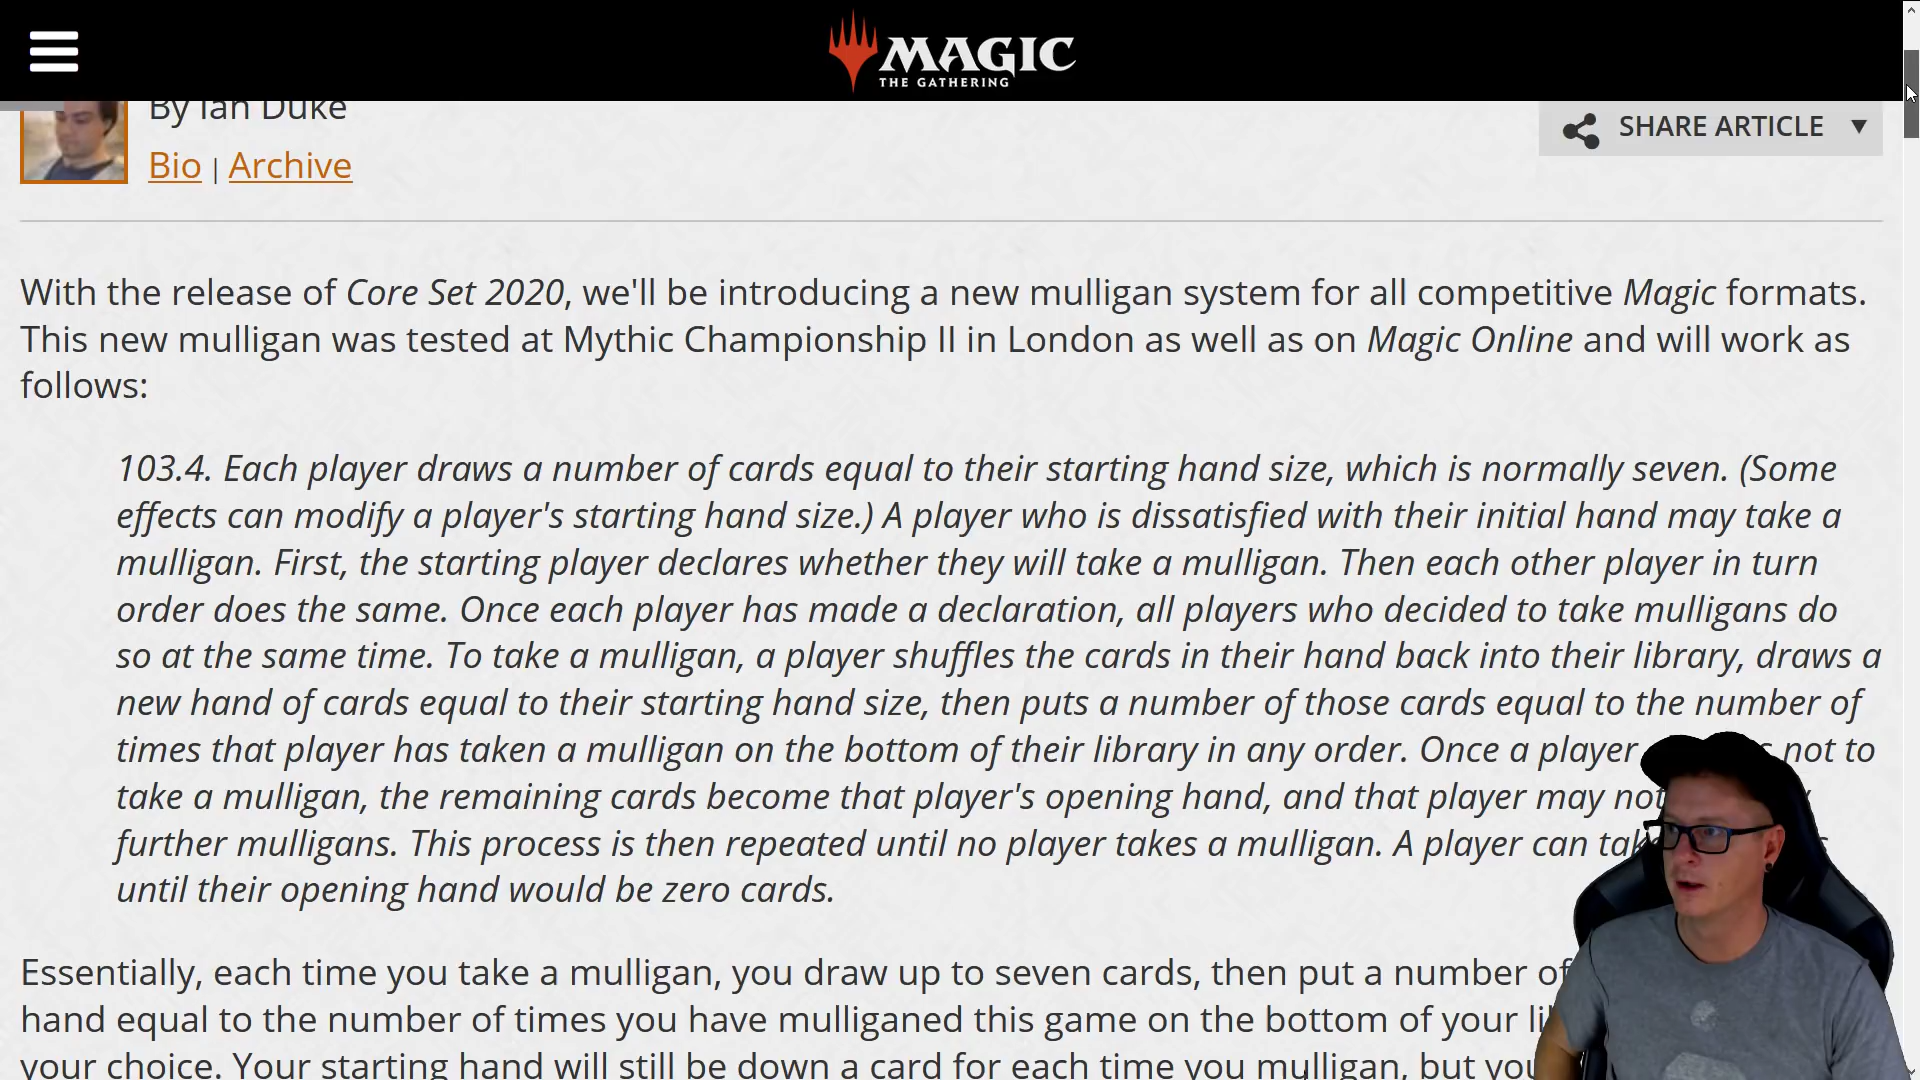 MAGIC
THE GATHERING
By Ian Duke
Bio | Archive
SHARE ARTICLE
With the release of Core Set 2020, we'll be introducing a new mulligan system for all competitive Magic formats.
This new mulligan was tested at Mythic Championship II in London as well as on Magic Online and will work as
follows:
103.4. Each player draws a number of cards equal to their starting hand size, which is normally seven. (Some
effects can modify a player's starting hand size.) A player who is dissatisfied with their initial hand may take a
mulligan. First, the starting player declares whether they will take a mulligan. Then each other player in turn
order does the same. Once each player has made a declaration, all players who decided to take mulligans do
so at the same time. To take a mulligan, a player shuffles the cards in their hand back into their library, draws a
new hand of cards equal to their starting hand size, then puts a number of those cards equal to the number of
times that player has taken a mulligan on the bottom of their library in any order. Once a player not to
take a mulligan, the remaining cards become that player's opening hand, and that player may not
further mulligans. This process is then repeated until no player takes a mulligan. A player can
until their opening hand would be zero cards.
Essentially, each time you take a mulligan, you draw up to seven cards, then put a number of
hand equal to the number of times you have mulliganed this game on the bottom of your
your choice. Your starting hand will still be down a card for each time you mulligan, but